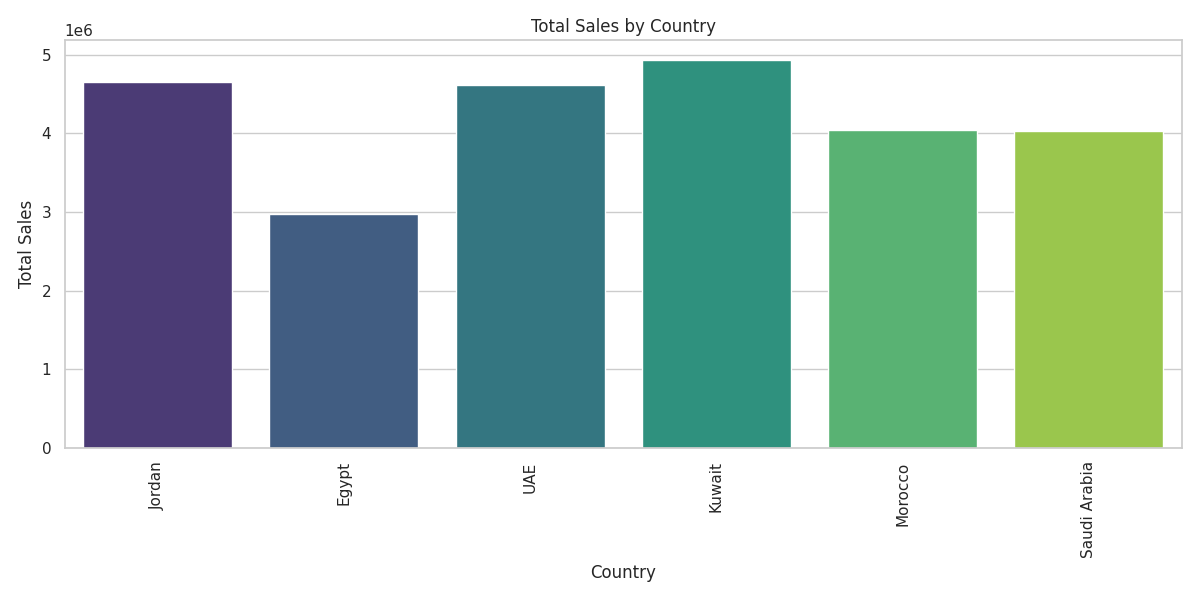 Total Sales by Country
1e6
5
4
3
2
1
0
Total Sales
Jordan
Egypt
UAE
Kuwait
Morocco
Saudi Arabia
Country